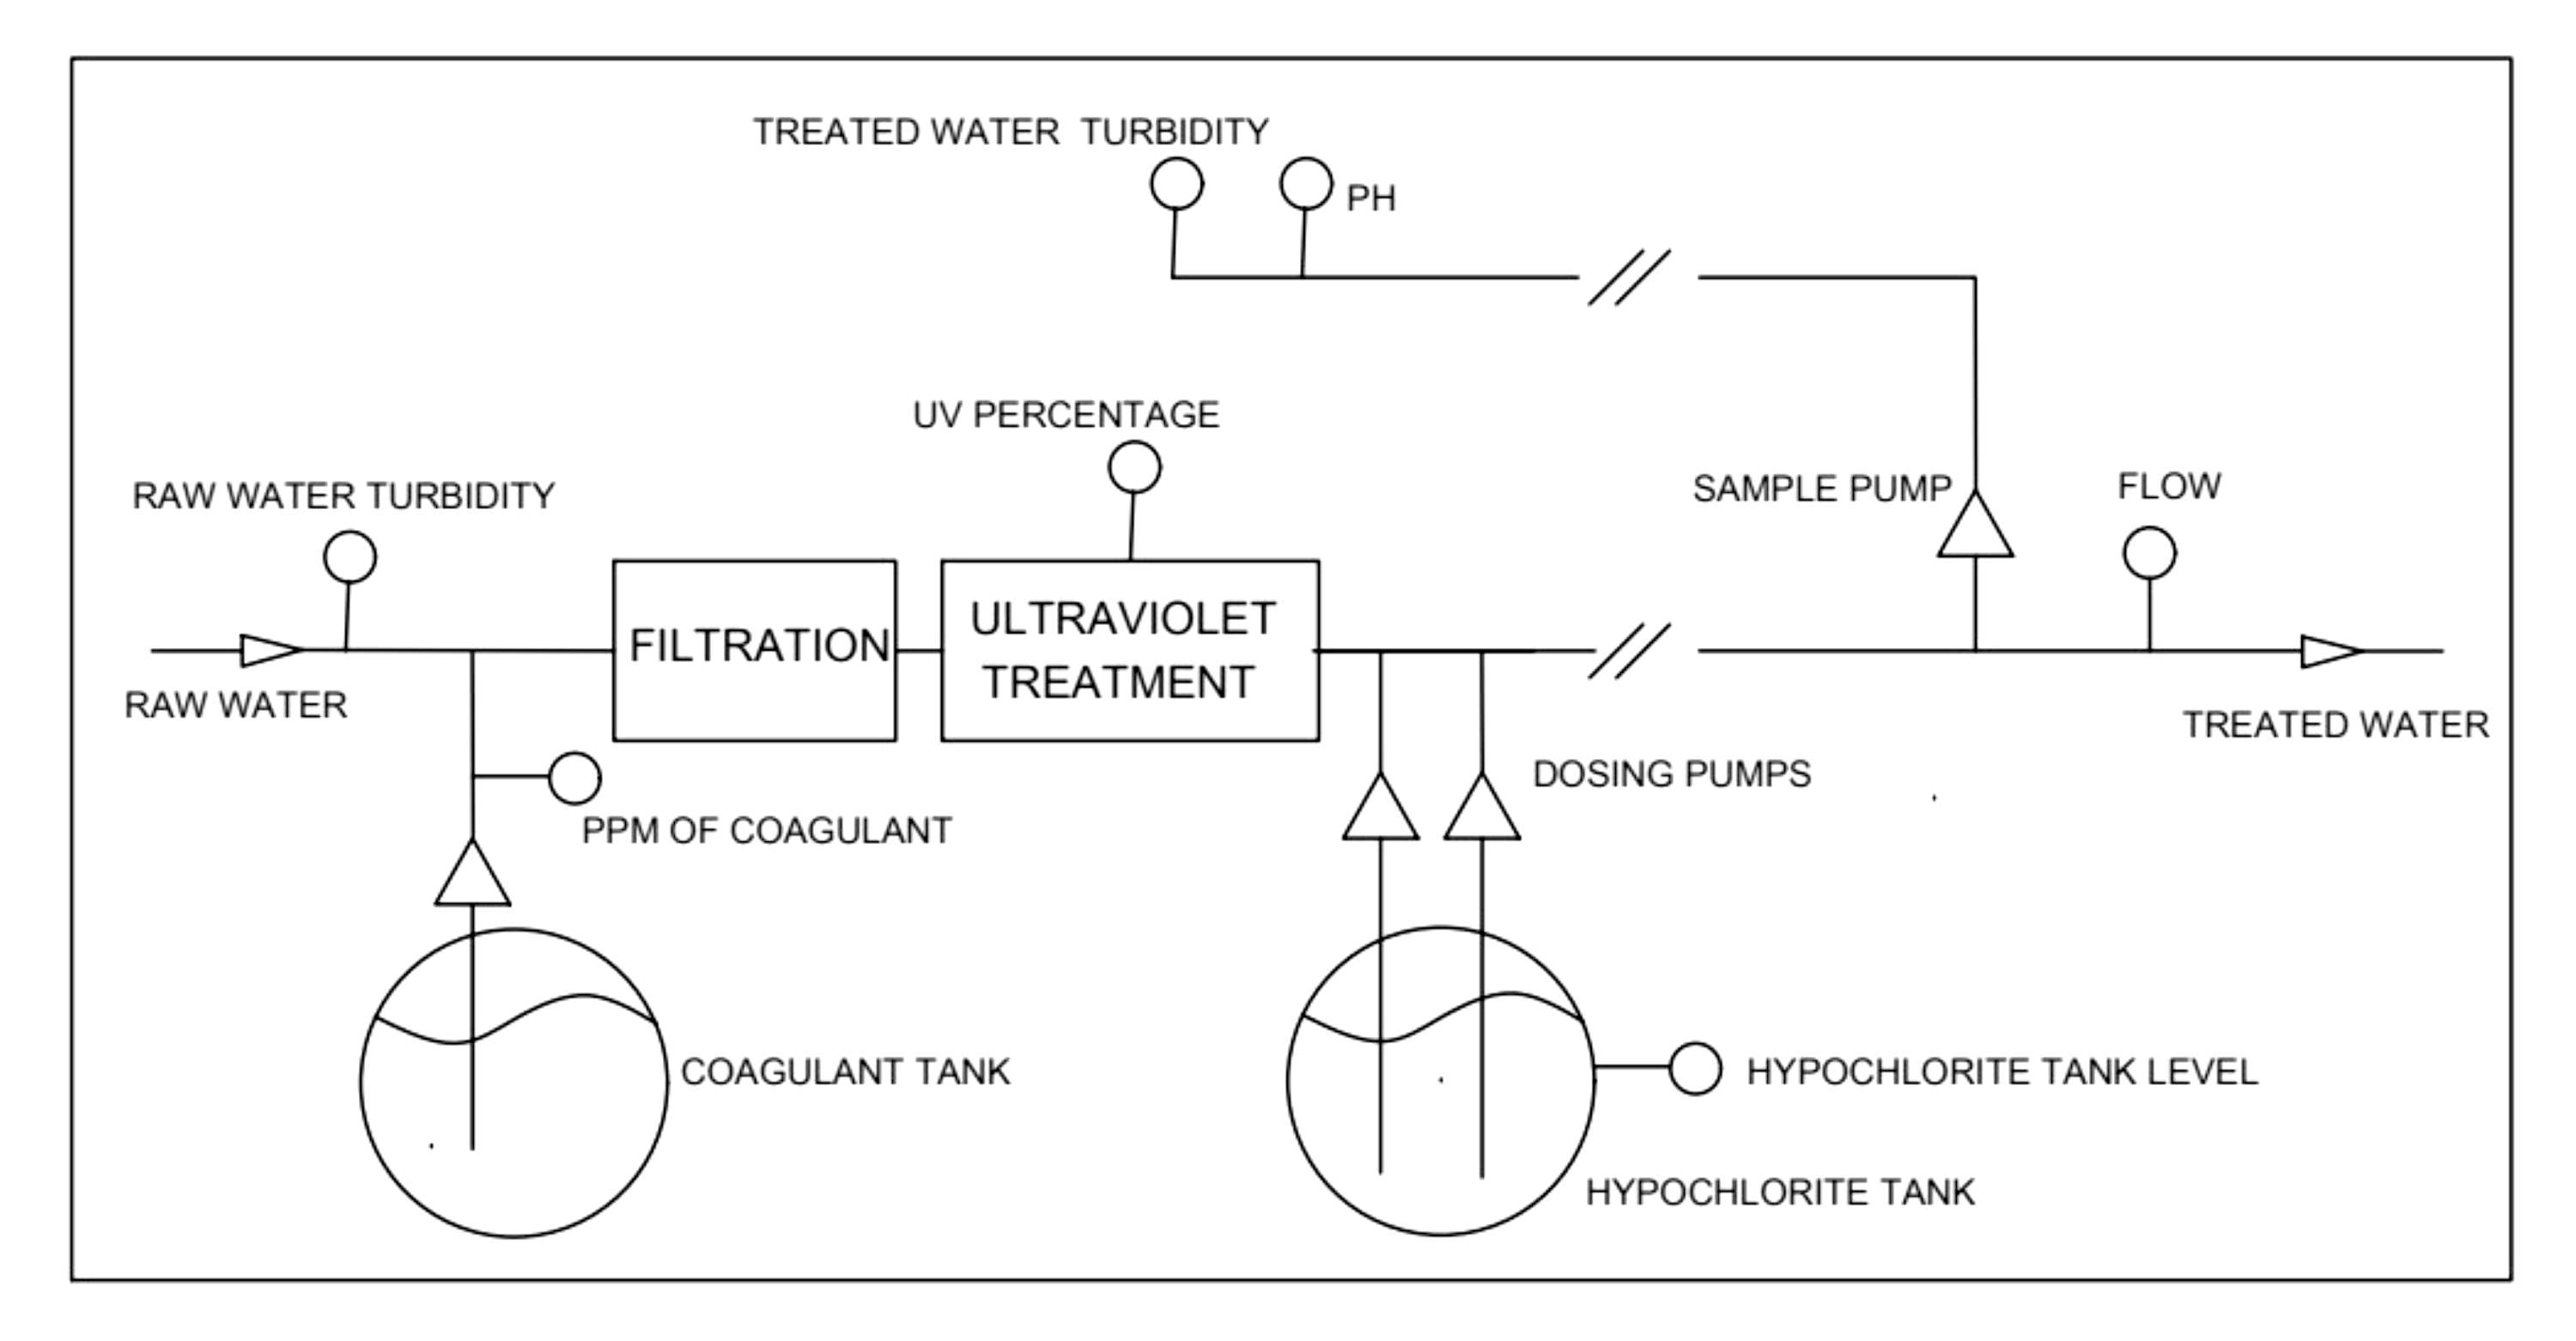 TREATED WATER TURBIDITY
PH
UV PERCENTAGE
RAW WATER TURBIDITY
SAMPLE PUMP
FLOW
FILTRATION
ULTRAVIOLET
TREATMENT
RAW WATER
TREATED WATER
DOSING PUMPS
PPM OF COAGULANT
COAGULANT TANK
HYPOCHLORITE TANK LEVEL
HYPOCHLORITE TANK